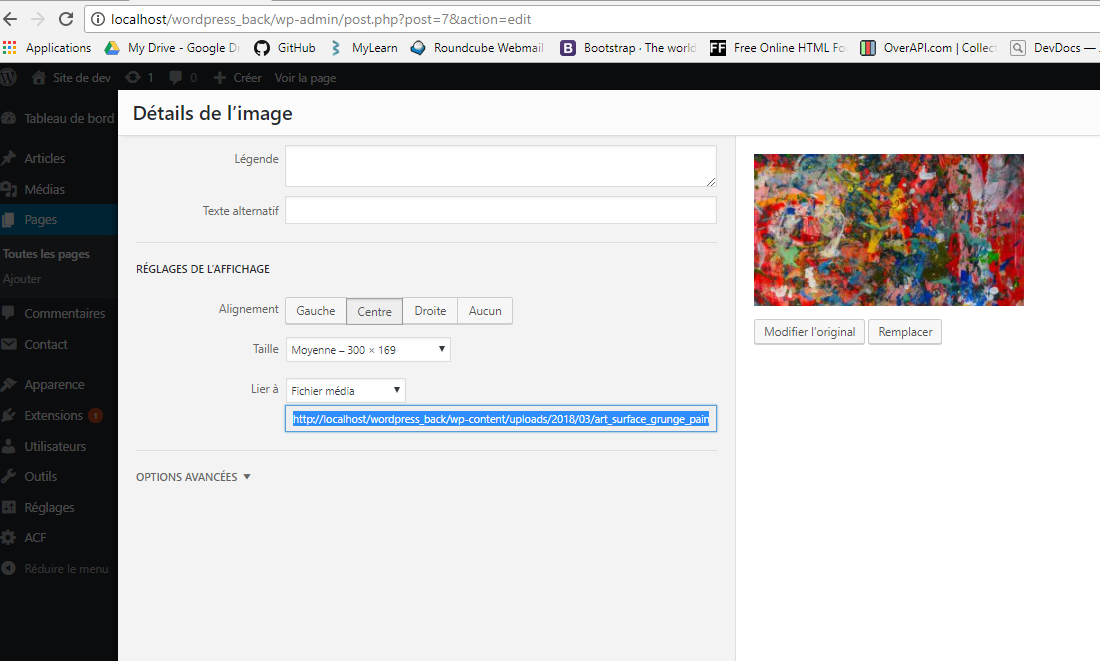 localhost/wordpress_back/wp-admin/post.php?post=7&action=edit
Applications My Drive - Google Dr GitHub MyLearn Roundcube Webmail B Bootstrap · The world FF Free Online HTML Fo OverAPI.com | Collec DevDocs —
Site de dev 1 0 Créer Voir la page
Détails de l’image
Tableau de bord
Articles
Médias
Pages
Toutes les pages
Ajouter
Commentaires
Contact
Apparence
Extensions 1
Utilisateurs
Outils
Réglages
ACF
Réduire le menu
Légende
Texte alternatif
RÉGLAGES DE L’AFFICHAGE
Alignement Gauche Centre Droite Aucun
Taille Moyenne – 300 × 169
Lier à Fichier média
http://localhost/wordpress_back/wp-content/uploads/2018/03/art_surface_grunge_pain
OPTIONS AVANCÉES
Modifier l’original Remplacer